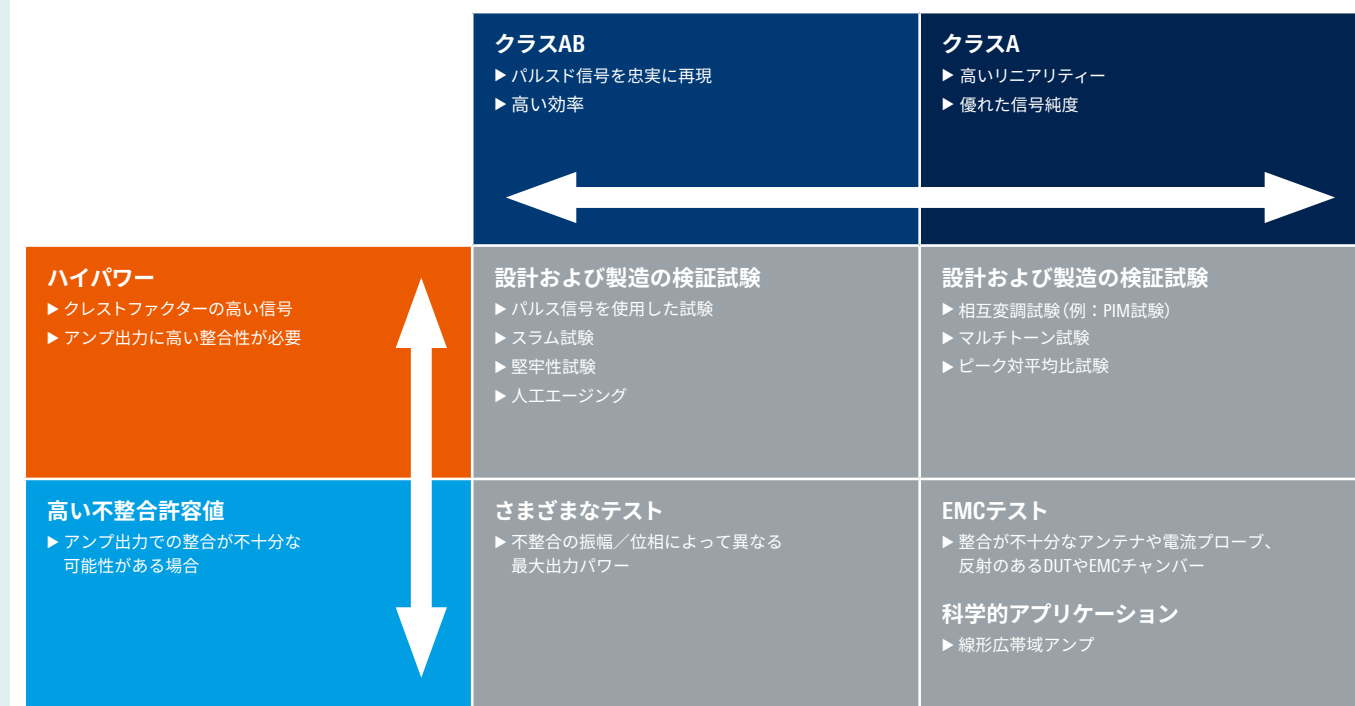 クラスAB
▶ パルスド信号を忠実に再現
▶ 高い効率
クラスA
▶ 高いリニアリティー
▶ 優れた信号純度
ハイパワー
▶ クレストファクターの高い信号
▶ アンプ出力に高い整合性が必要
設計および製造の検証試験
▶ パルス信号を使用した試験
▶ スラム試験
▶ 堅牢性試験
▶ 人工エージング
設計および製造の検証試験
▶ 相互変調試験（例：PIM試験）
▶ マルチトーン試験
▶ ピーク対平均比試験
高い不整合許容値
▶ アンプ出力での整合が不十分な
可能性がある場合
さまざまなテスト
▶ 不整合の振幅／位相によって異なる
最大出力パワー
EMCテスト
▶ 整合が不十分なアンテナや電流プローブ、
反射のあるDUTやEMCチャンバー
科学的アプリケーション
▶ 線形広帯域アンプ